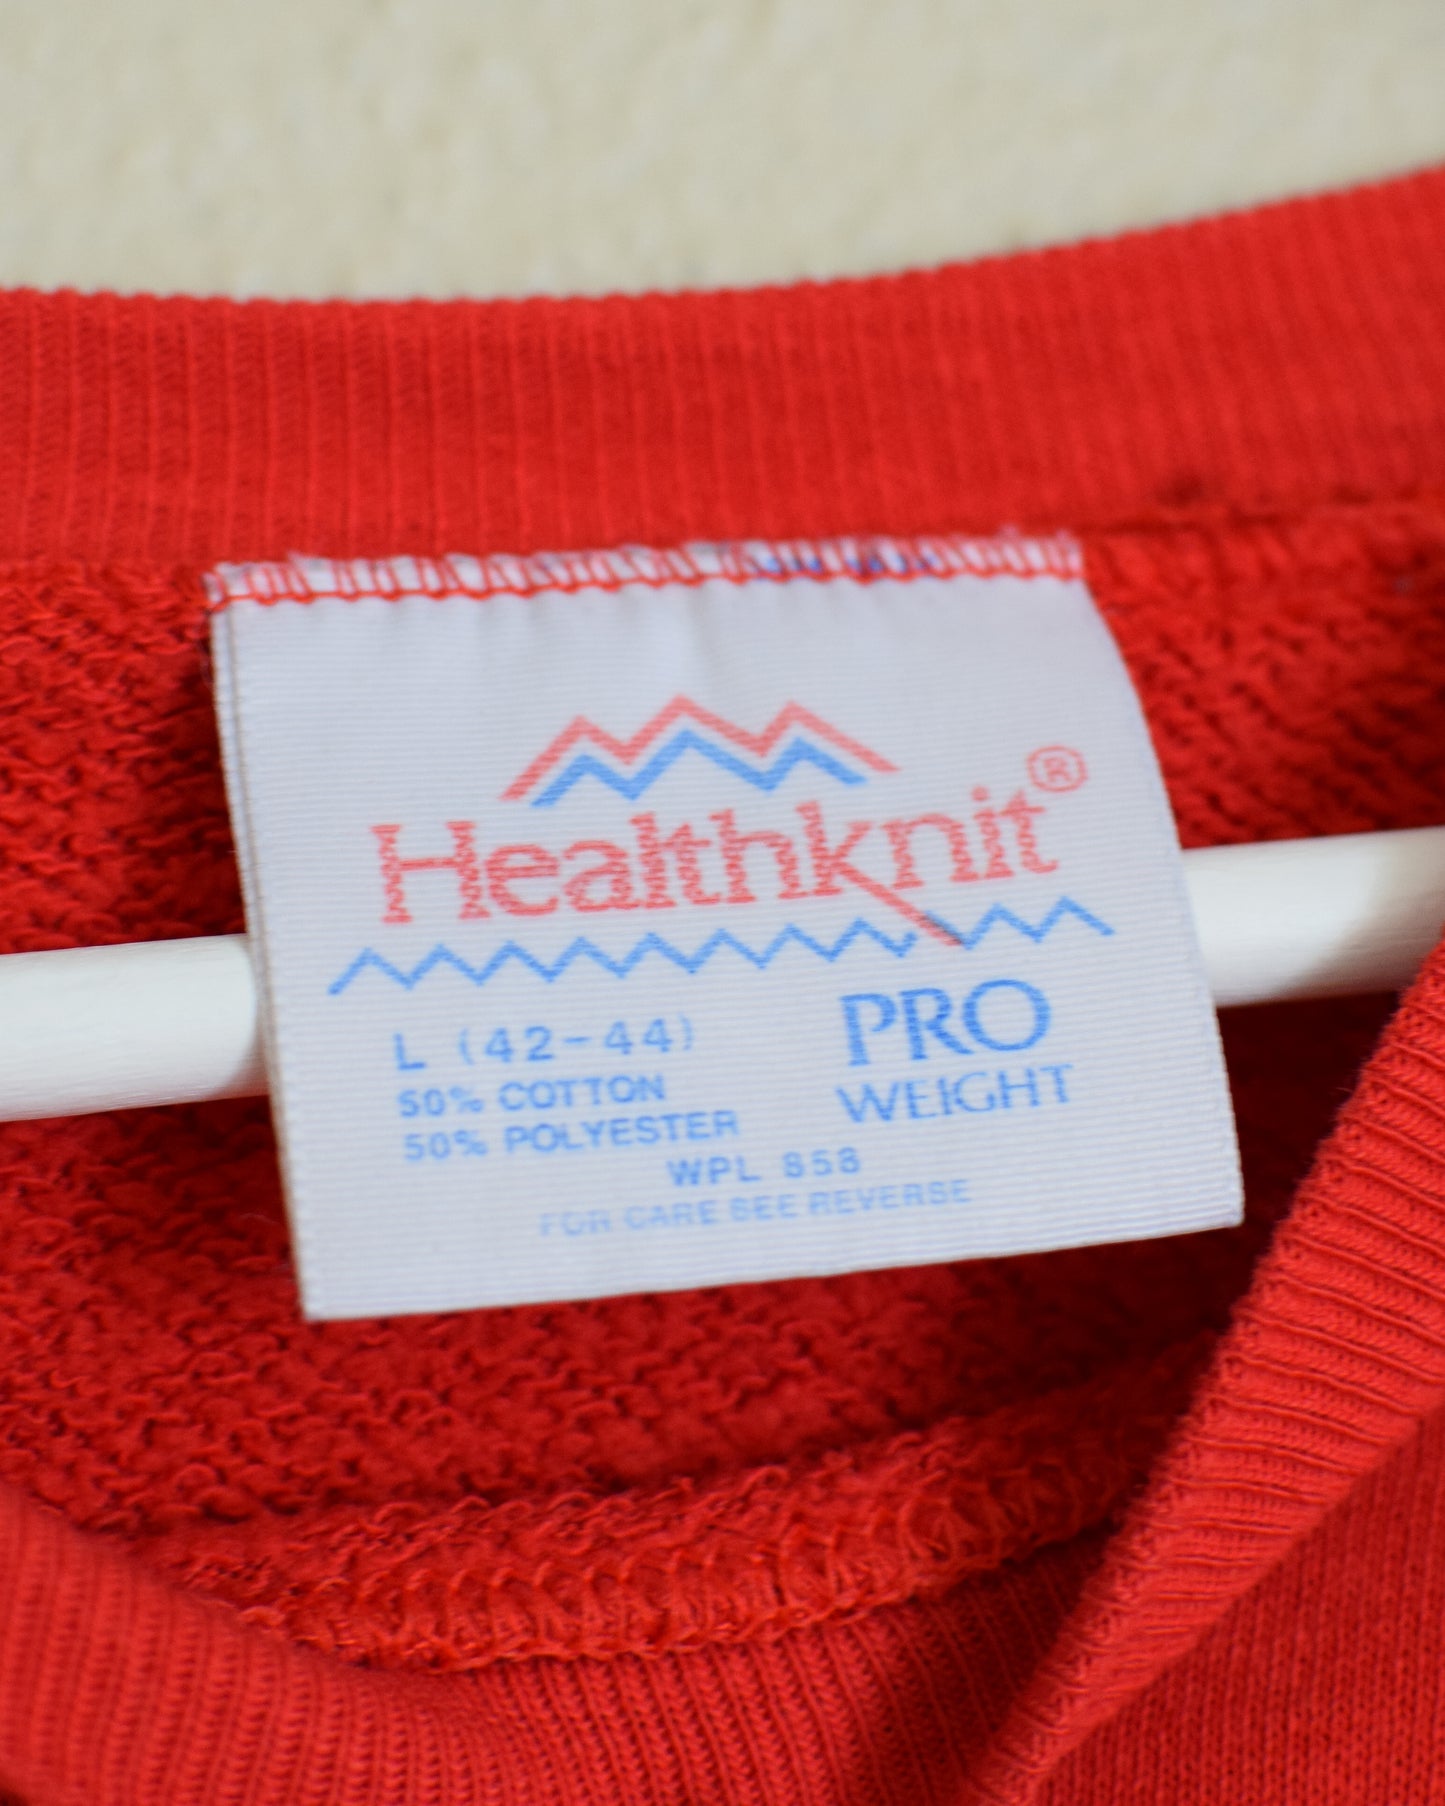 Healthknit®
L (42-44)
50% COTTON
50% POLYESTER
PRO
WEIGHT
WPL 858
FOR CARE SEE REVERSE